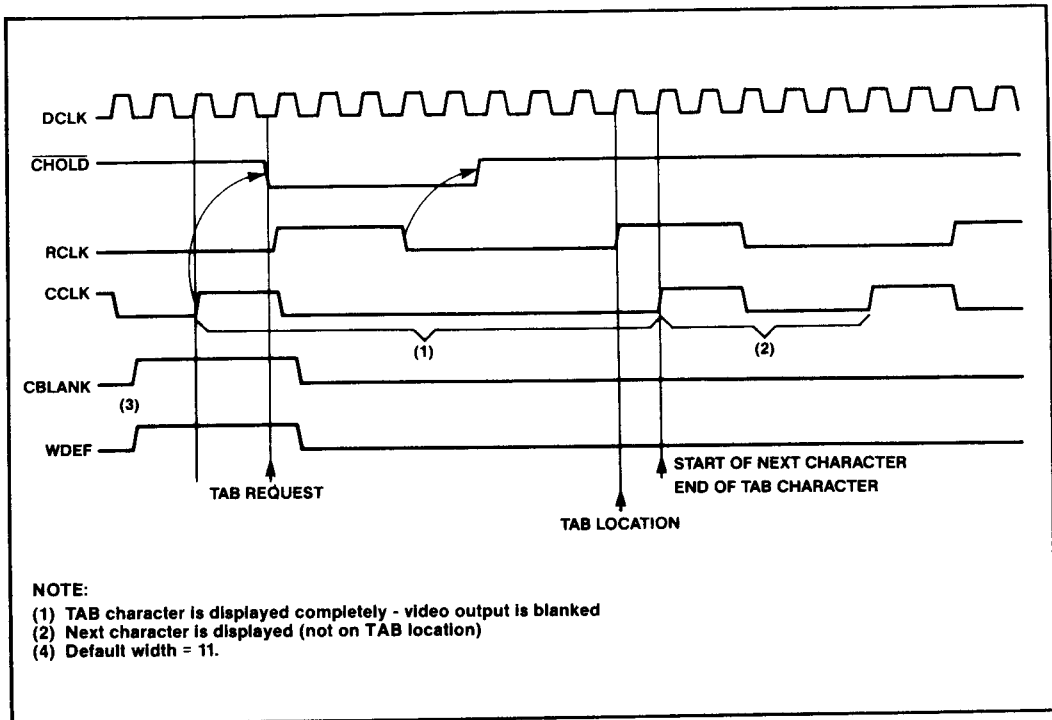 DCLK
CHOLD
RCLK
CCLK
(1)
(2)
CBLANK
(3)
WDEF
TAB REQUEST
START OF NEXT CHARACTER
END OF TAB CHARACTER
TAB LOCATION
NOTE:
(1) TAB character is displayed completely - video output is blanked
(2) Next character is displayed (not on TAB location)
(4) Default width = 11.